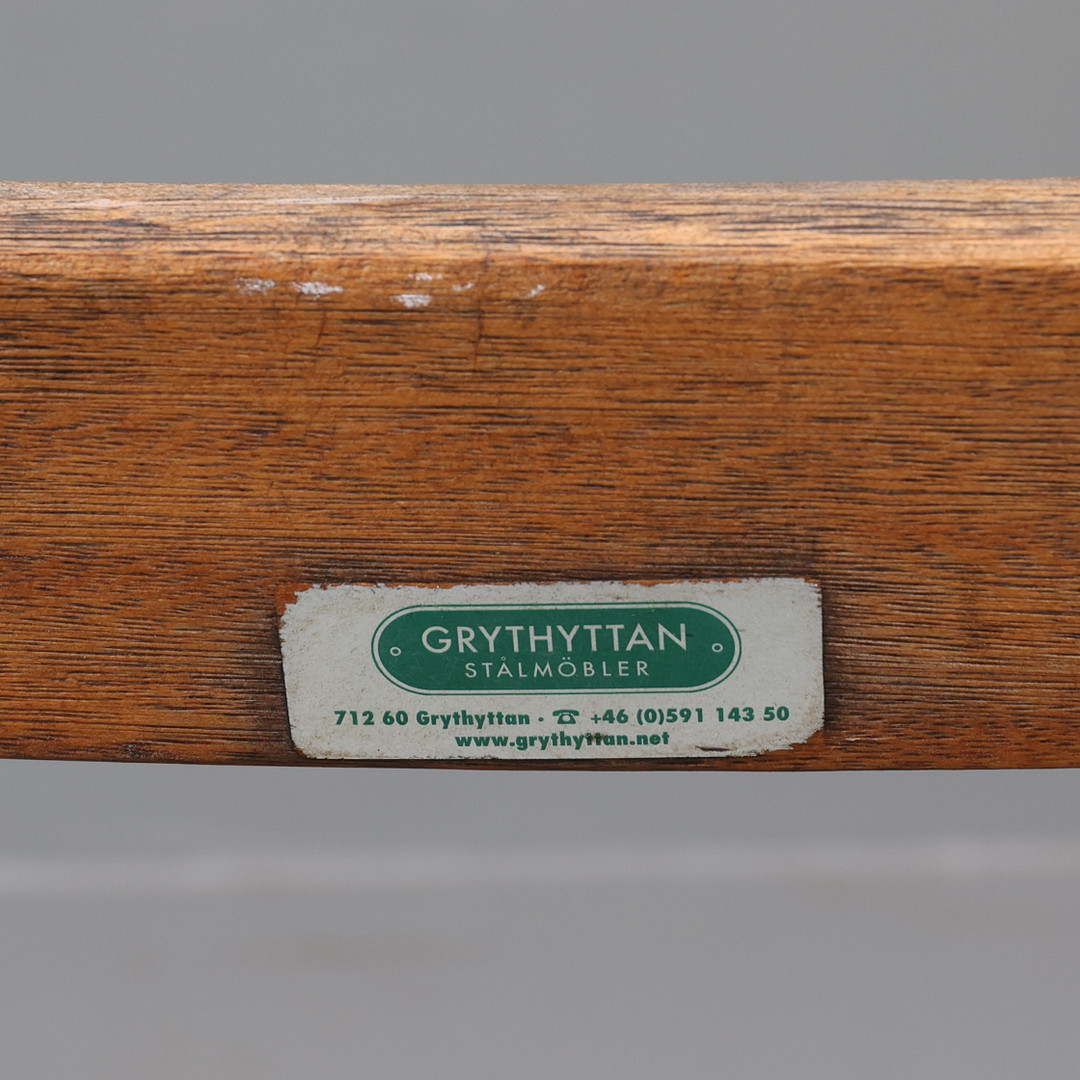 GRYTHYTTAN
STÅLMÖBLER
712 60 Grythyttan · ☎ +46 (0)591 143 50
www.grythyttan.net